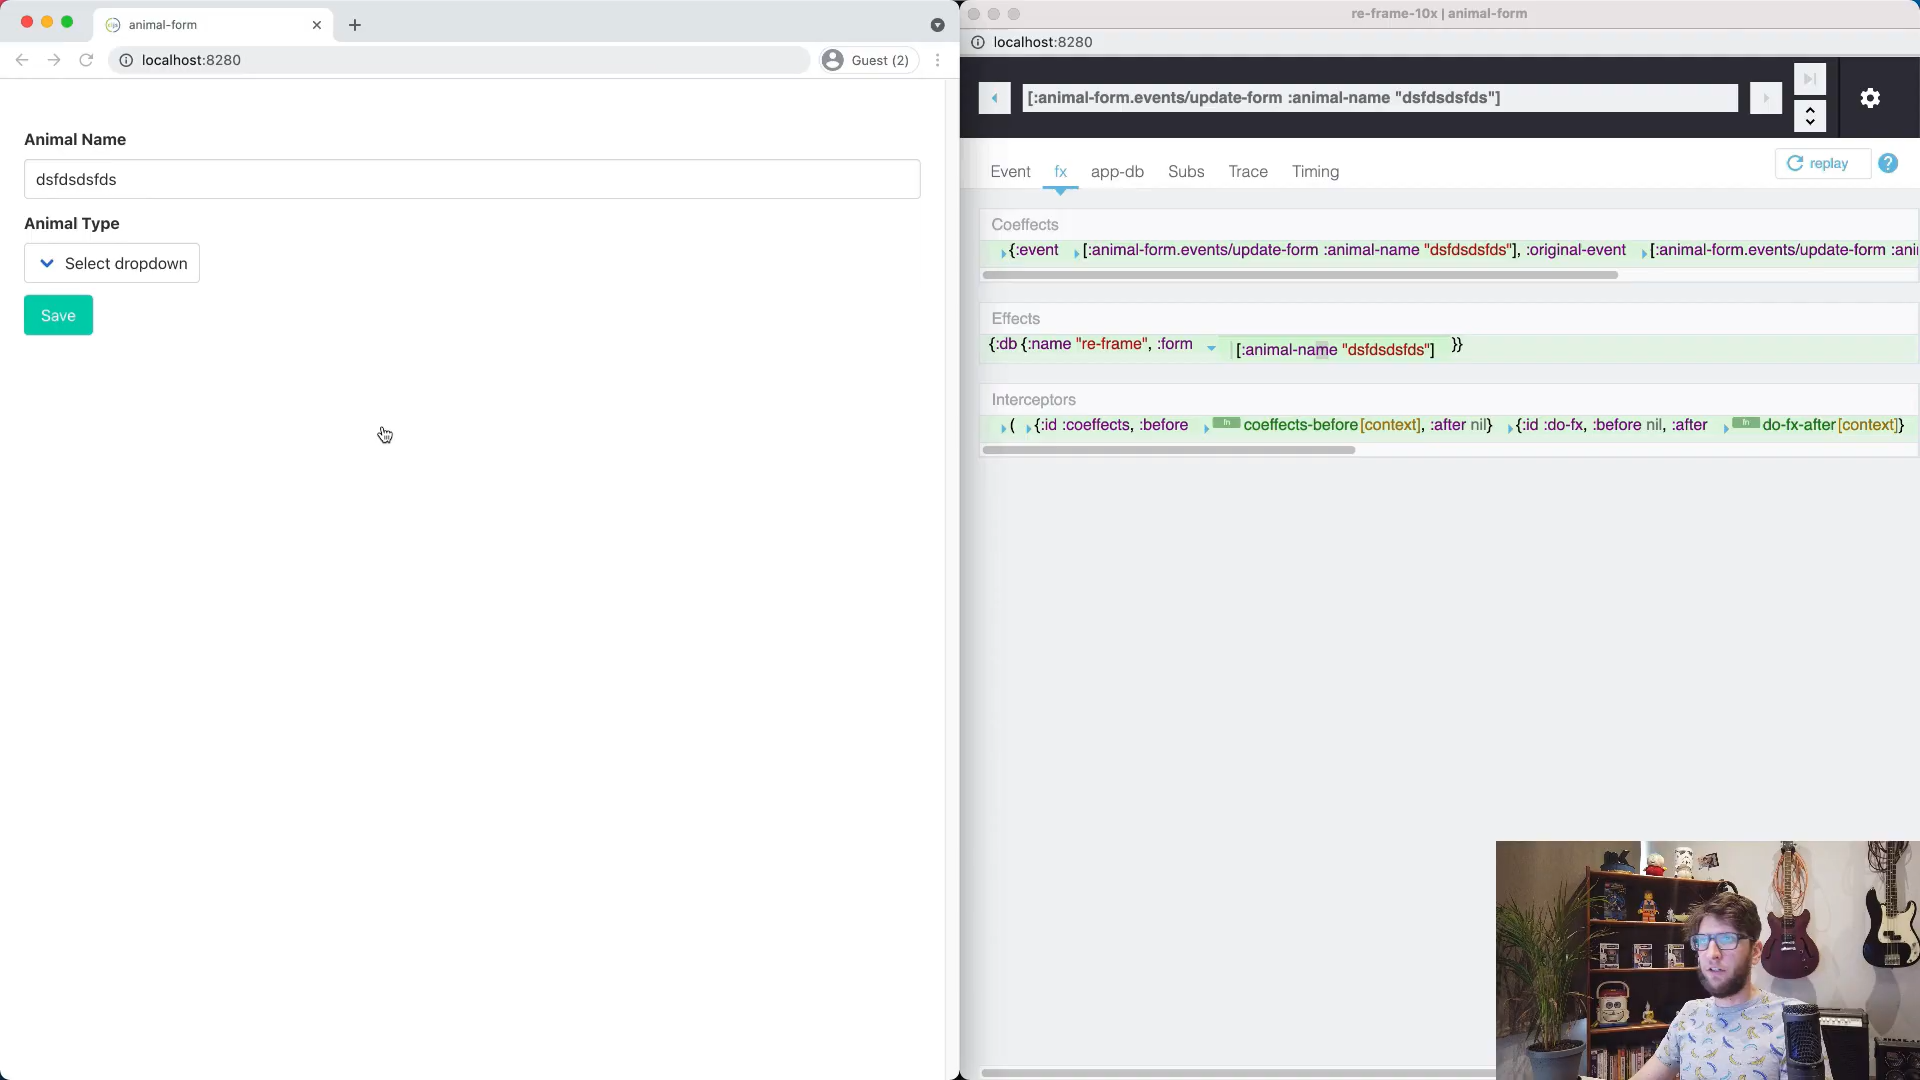 animal-form
localhost:8280
Guest (2)
Animal Name
dsfdsdsfds
Animal Type
Select dropdown
Save
re-frame-10x | animal-form
localhost:8280
[:animal-form.events/update-form :animal-name "dsfdsdsfds"]
Event fx app-db Subs Trace Timing
replay ?
Coeffects
{:event [:animal-form.events/update-form :animal-name "dsfdsdsfds"], :original-event [:animal-form.events/update-form :ani
Effects
{:db {:name "re-frame", :form [:animal-name "dsfdsdsfds"] }}
Interceptors
( {:id :coeffects, :before fn coeffects-before[context], :after nil} {:id :do-fx, :before nil, :after fn do-fx-after[context]}